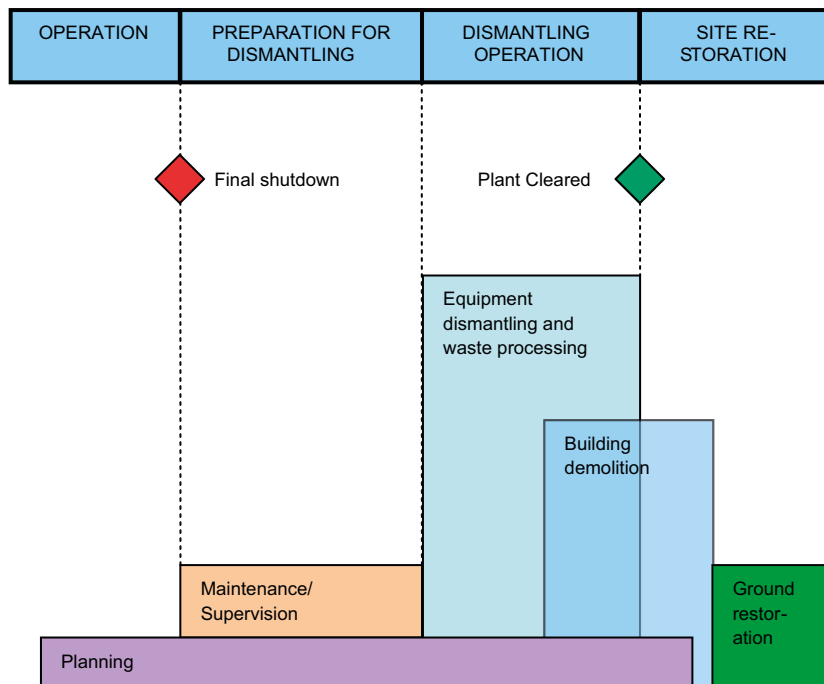 OPERATION
PREPARATION FOR
DISMANTLING
DISMANTLING
OPERATION
SITE RE-
STORATION
Final shutdown
Plant Cleared
Equipment
dismantling and
waste processing
Building
demolition
Maintenance/
Supervision
Ground
restor-
ation
Planning